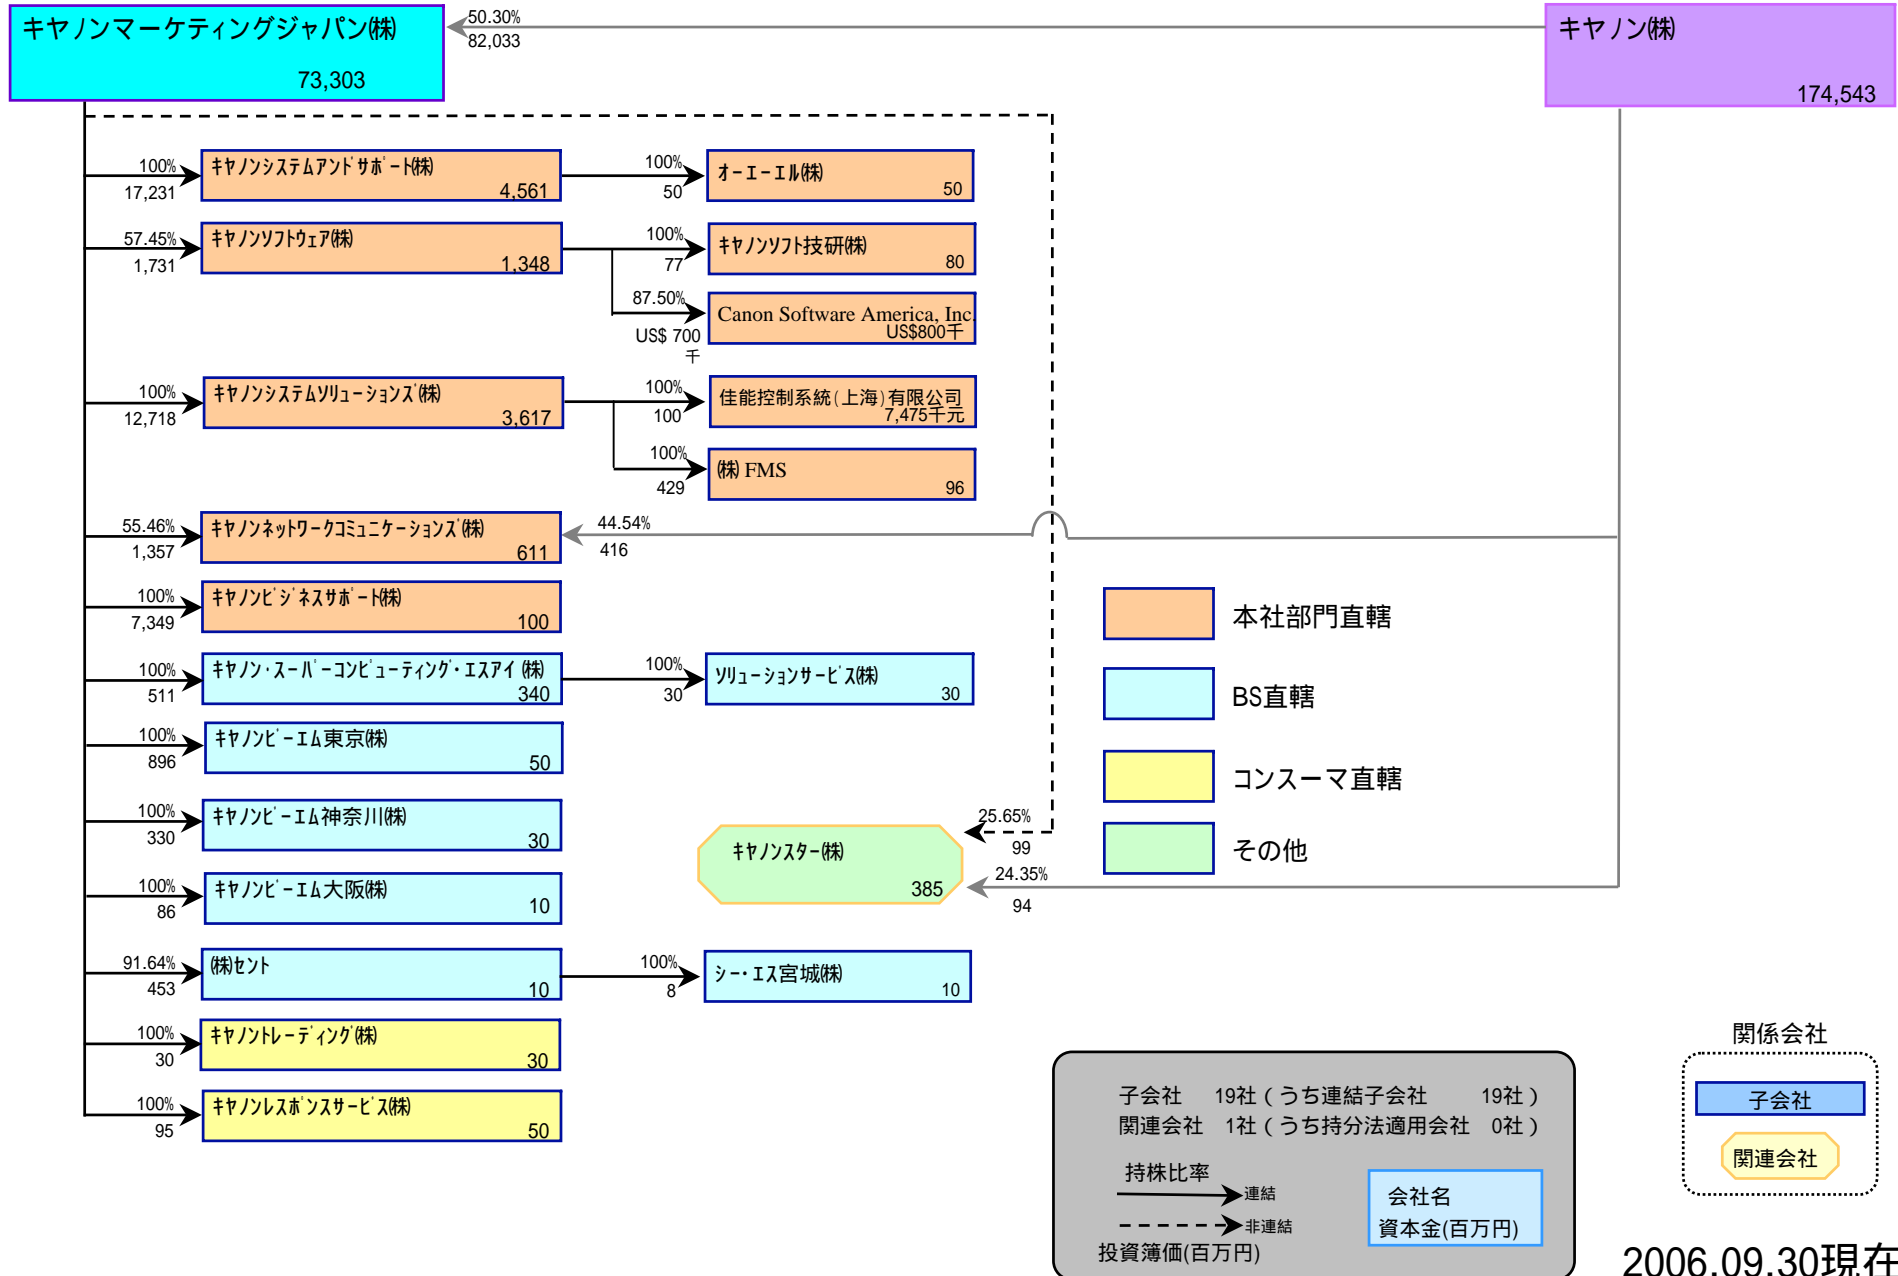 キヤノンマーケティングジャパン㈱
73,303
50.30%
82,033
キヤノン㈱
174,543
100%
17,231
ｷﾔﾉﾝｼｽﾃﾑｱﾝﾄﾞｻﾎﾟｰﾄ㈱
4,561
100%
50
ｵｰｴｰｴﾙ㈱
50
57.45%
1,731
ｷﾔﾉﾝｿﾌﾄｳｪｱ㈱
1,348
100%
77
ｷﾔﾉﾝｿﾌﾄ技研㈱
80
87.50%
US$ 700
千
Canon Software America, Inc.
US$800千
100%
12,718
ｷﾔﾉﾝｼｽﾃﾑｿﾘｭｰｼｮﾝｽﾞ㈱
3,617
100%
100
佳能控制系統(上海)有限公司
7,475千元
100%
429
㈱ FMS
96
55.46%
1,357
ｷﾔﾉﾝﾈｯﾄﾜｰｸｺﾐｭﾆｹｰｼｮﾝｽﾞ㈱
611
44.54%
416
100%
7,349
ｷﾔﾉﾝﾋﾞｼﾞﾈｽｻﾎﾟｰﾄ㈱
100
100%
511
ｷﾔﾉﾝ･ｽｰﾊﾟｰｺﾝﾋﾟｭｰﾃｨﾝｸﾞ･ｴｽｱｲ ㈱
340
100%
30
ｿﾘｭｰｼｮﾝｻｰﾋﾞｽ㈱
30
100%
896
ｷﾔﾉﾝﾋﾞｰｴﾑ東京㈱
50
100%
330
ｷﾔﾉﾝﾋﾞｰｴﾑ神奈川㈱
30
100%
86
ｷﾔﾉﾝﾋﾞｰｴﾑ大阪㈱
10
91.64%
453
㈱ｾﾝﾄ
10
100%
8
ｼｰ･ｴｽ宮城㈱
10
100%
30
ｷﾔﾉﾝﾄﾚｰﾃﾞｨﾝｸﾞ㈱
30
100%
95
ｷﾔﾉﾝﾚｽﾎﾟﾝｽｻｰﾋﾞｽ㈱
50
ｷﾔﾉﾝｽﾀｰ㈱
385
25.65%
99
24.35%
94
本社部門直轄
BS直轄
コンスーマ直轄
その他
子会社 19社（うち連結子会社 19社）
関連会社 1社（うち持分法適用会社 0社）
持株比率
連結
非連結
投資簿価(百万円)
会社名
資本金(百万円)
関係会社
子会社
関連会社
2006.09.30現在